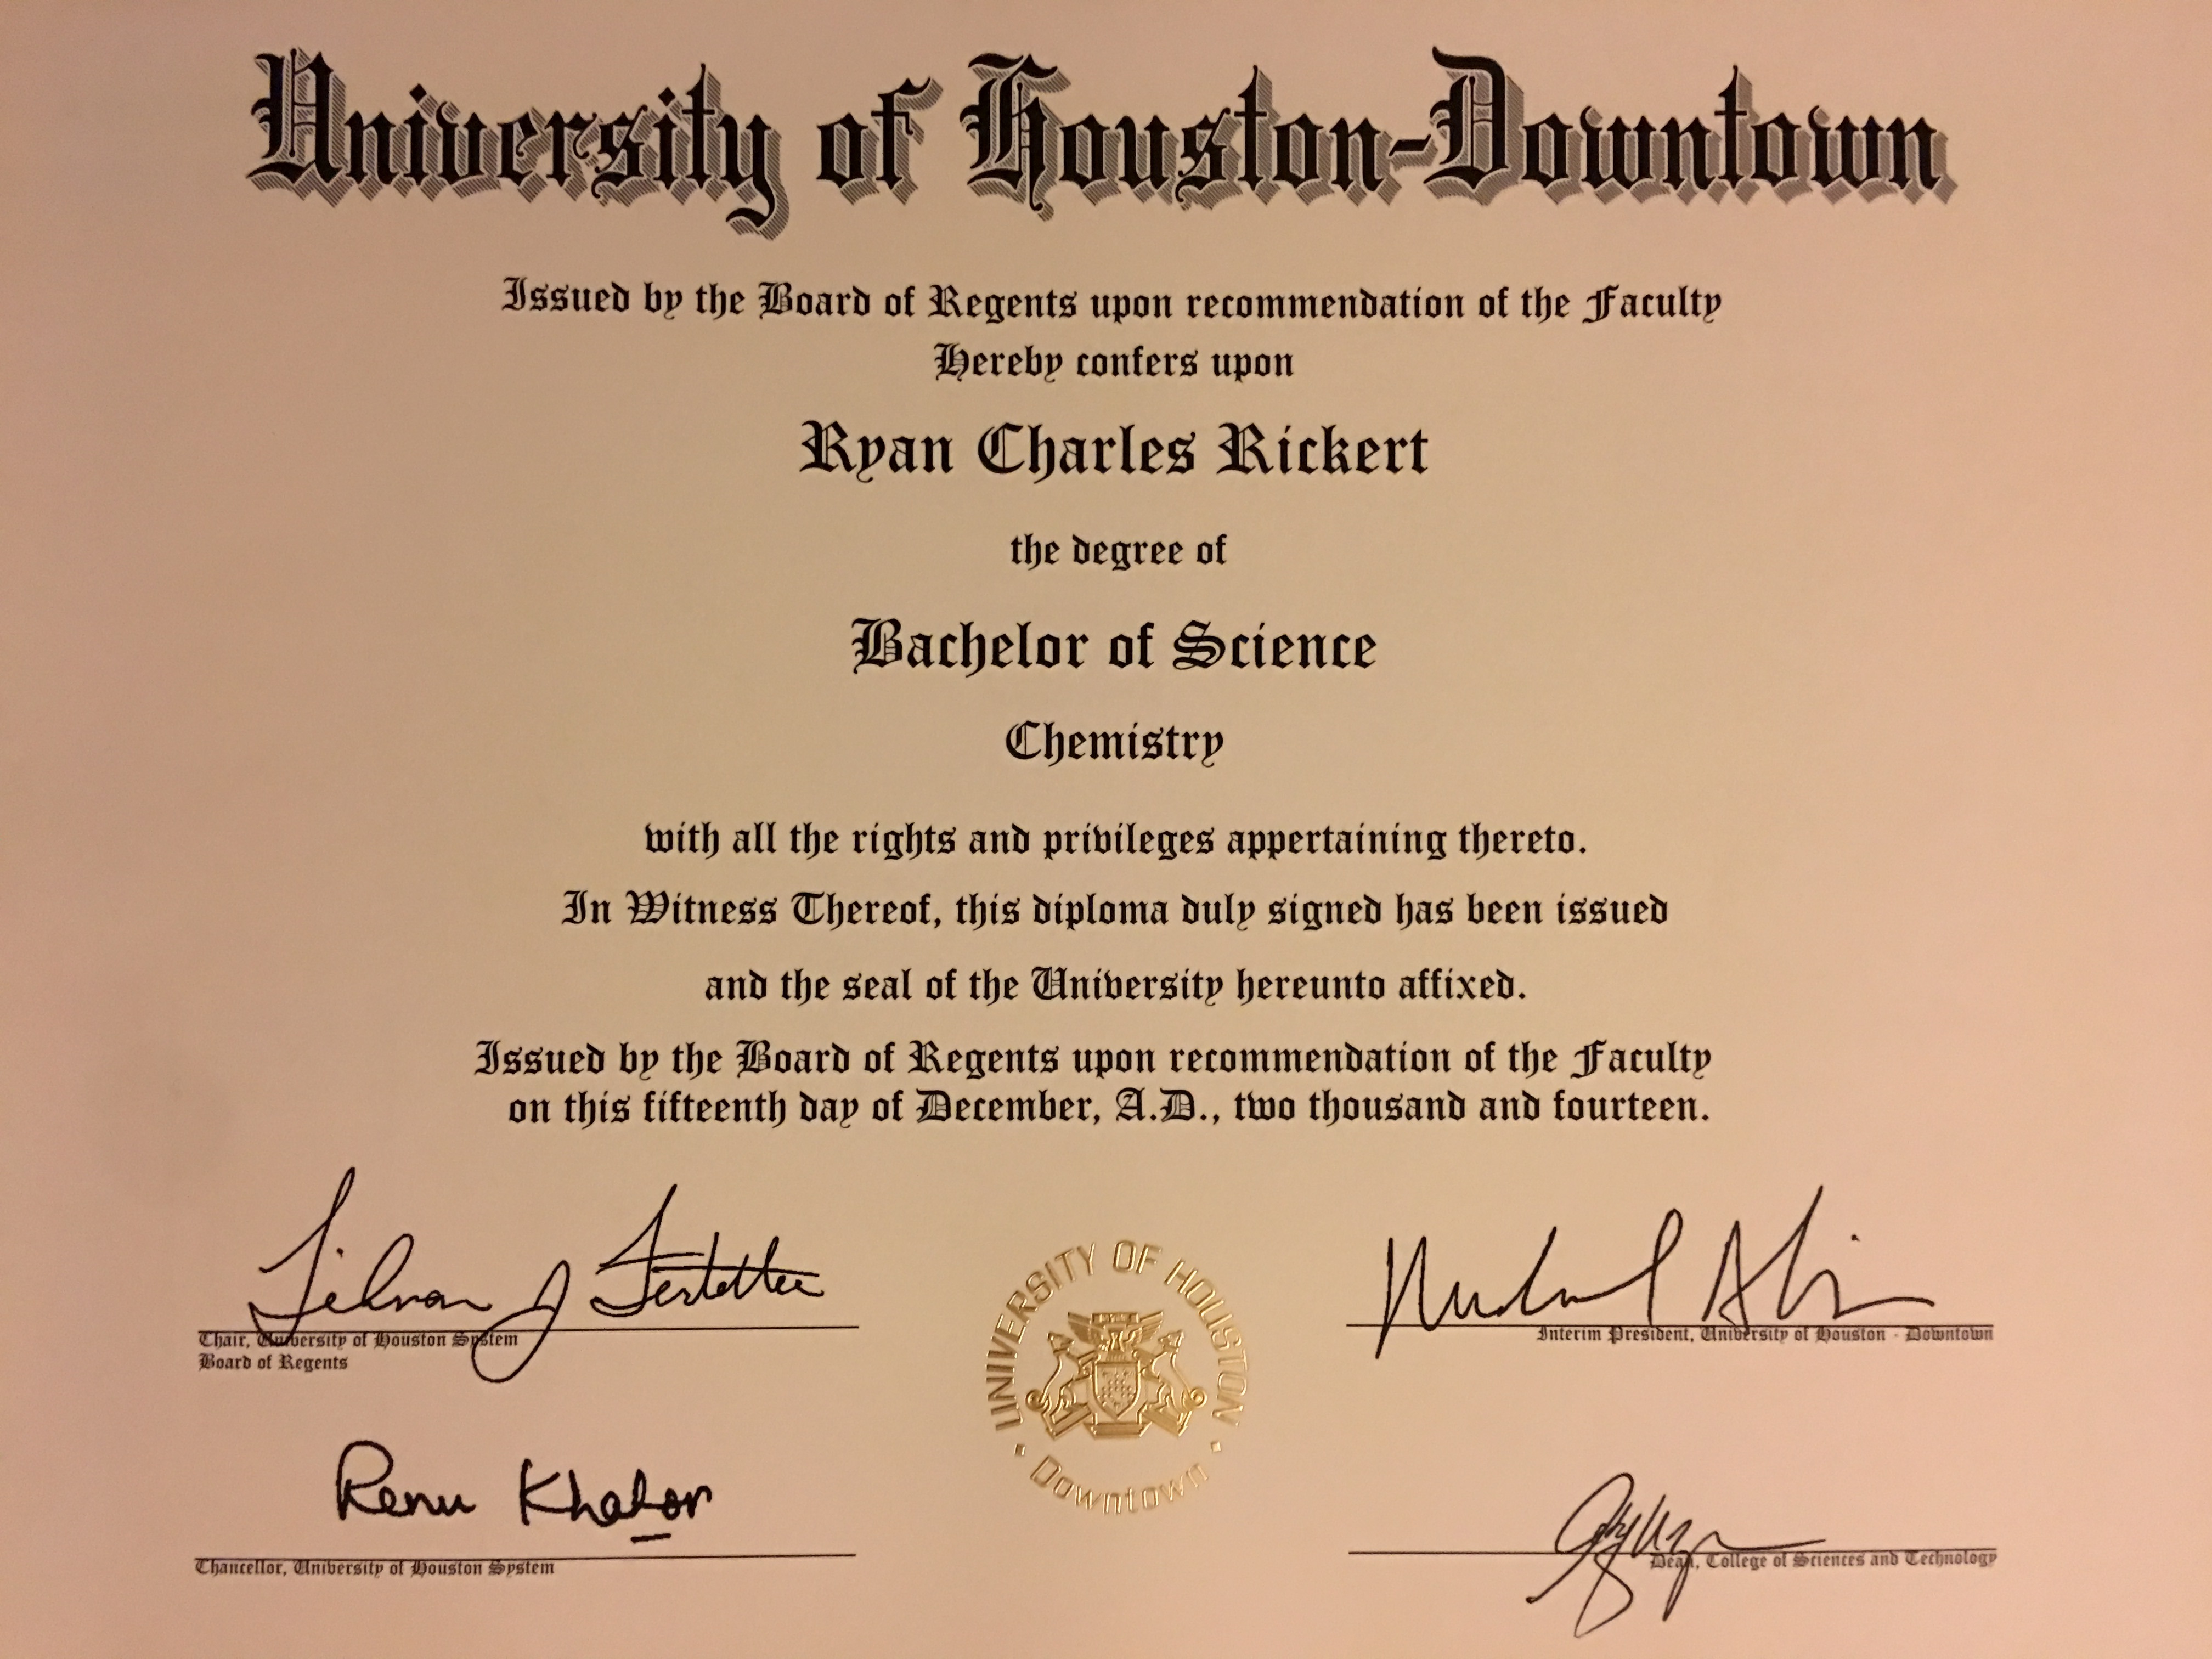 University of Houston-Downtown
Issued by the Board of Regents upon recommendation of the Faculty
Hereby confers upon
Ryan Charles Rickert
the degree of
Bachelor of Science
Chemistry
with all the rights and privileges appertaining thereto.
In Witness Thereof, this diploma duly signed has been issued
and the seal of the University hereunto affixed.
Issued by the Board of Regents upon recommendation of the Faculty
on this fifteenth day of December, A.D., two thousand and fourteen.
Chair, University of Houston System
Board of Regents
Interim President, University of Houston - Downtown
UNIVERSITY OF HOUSTON
· Downtown ·
Renu Khator
Chancellor, University of Houston System
Dean, College of Sciences and Technology